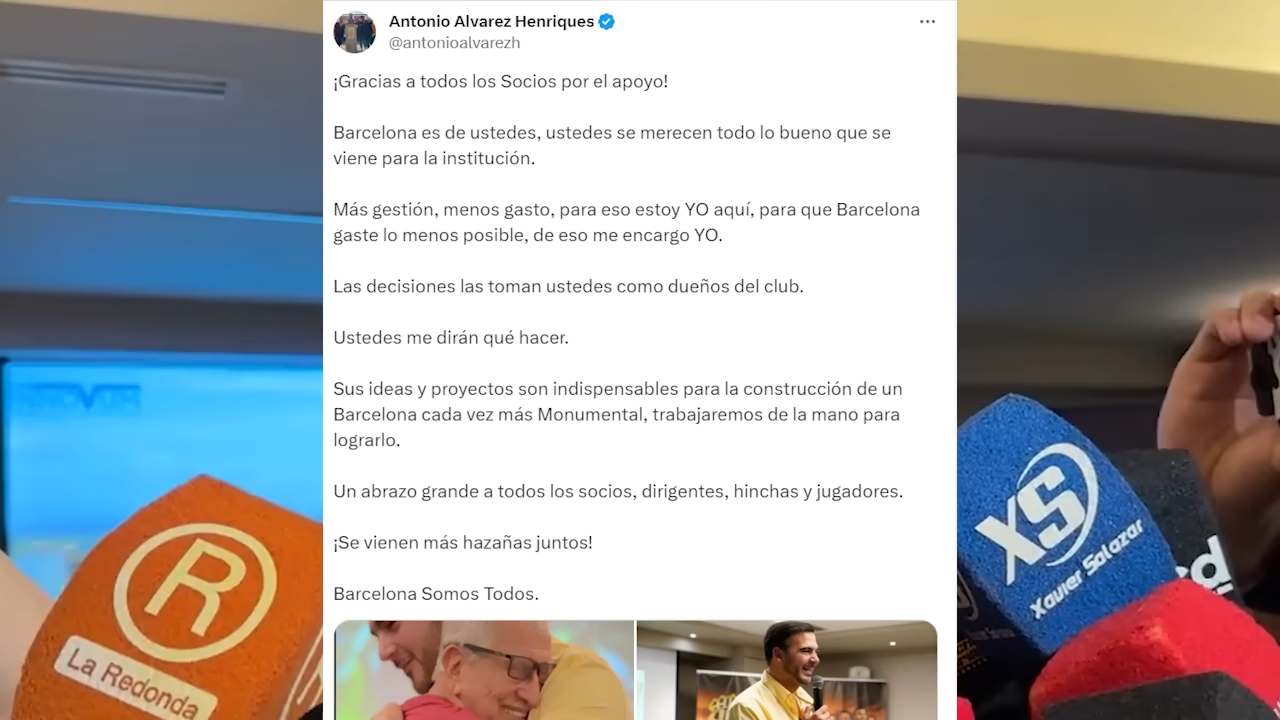 Antonio Alvarez Henriques
@antonioalvarezh
¡Gracias a todos los Socios por el apoyo!
Barcelona es de ustedes, ustedes se merecen todo lo bueno que se
viene para la institución.
Más gestión, menos gasto, para eso estoy YO aquí, para que Barcelona
gaste lo menos posible, de eso me encargo YO.
Las decisiones las toman ustedes como dueños del club.
Ustedes me dirán qué hacer.
Sus ideas y proyectos son indispensables para la construcción de un
Barcelona cada vez más Monumental, trabajaremos de la mano para
lograrlo.
Un abrazo grande a todos los socios, dirigentes, hinchas y jugadores.
¡Se vienen más hazañas juntos!
Barcelona Somos Todos.
R
La Redonda
XS
Xavier Salazar